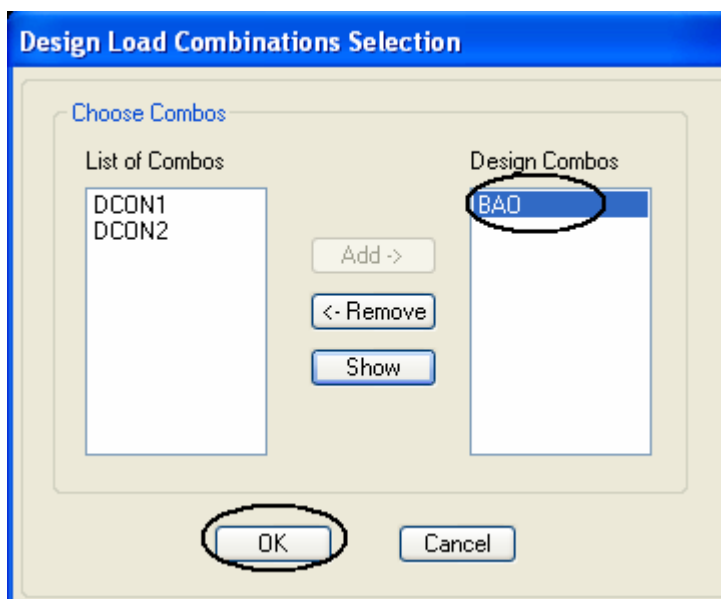 Design Load Combinations Selection
Choose Combos
List of Combos
Design Combos
DCON1
DCON2
BAO
Add ->
<- Remove
Show
OK
Cancel